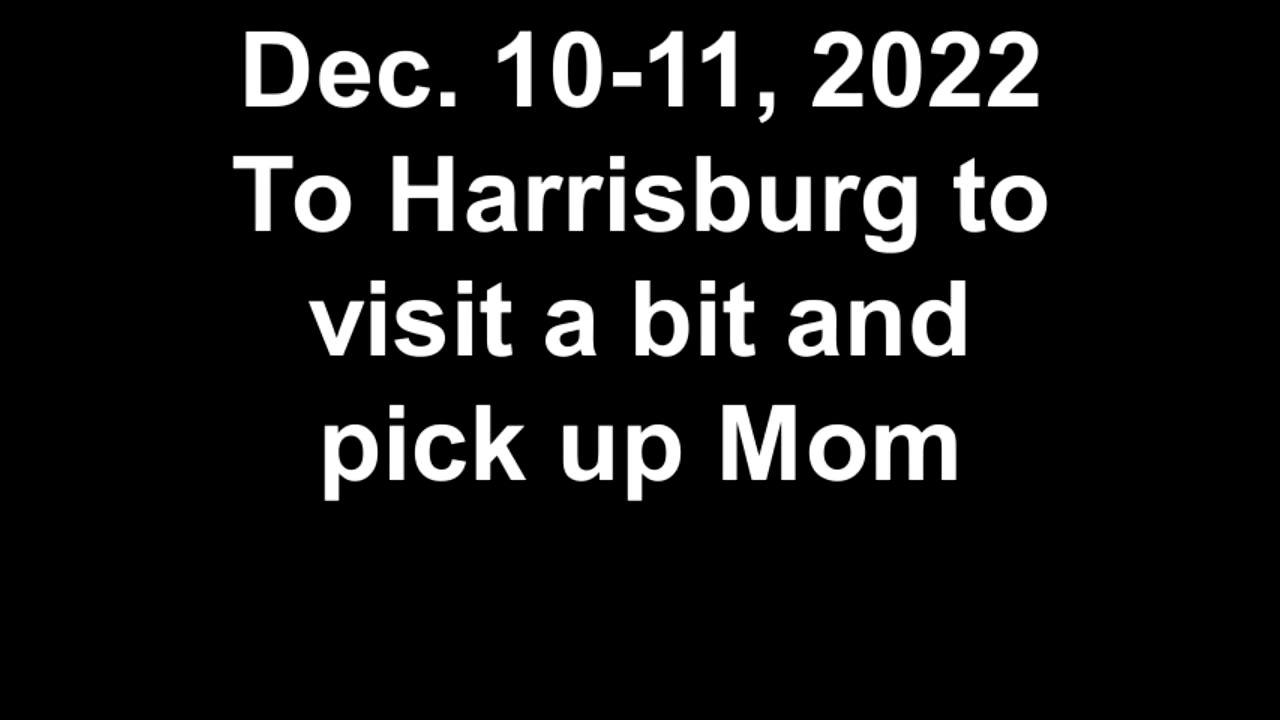 Dec. 10-11, 2022
To Harrisburg to
visit a bit and
pick up Mom